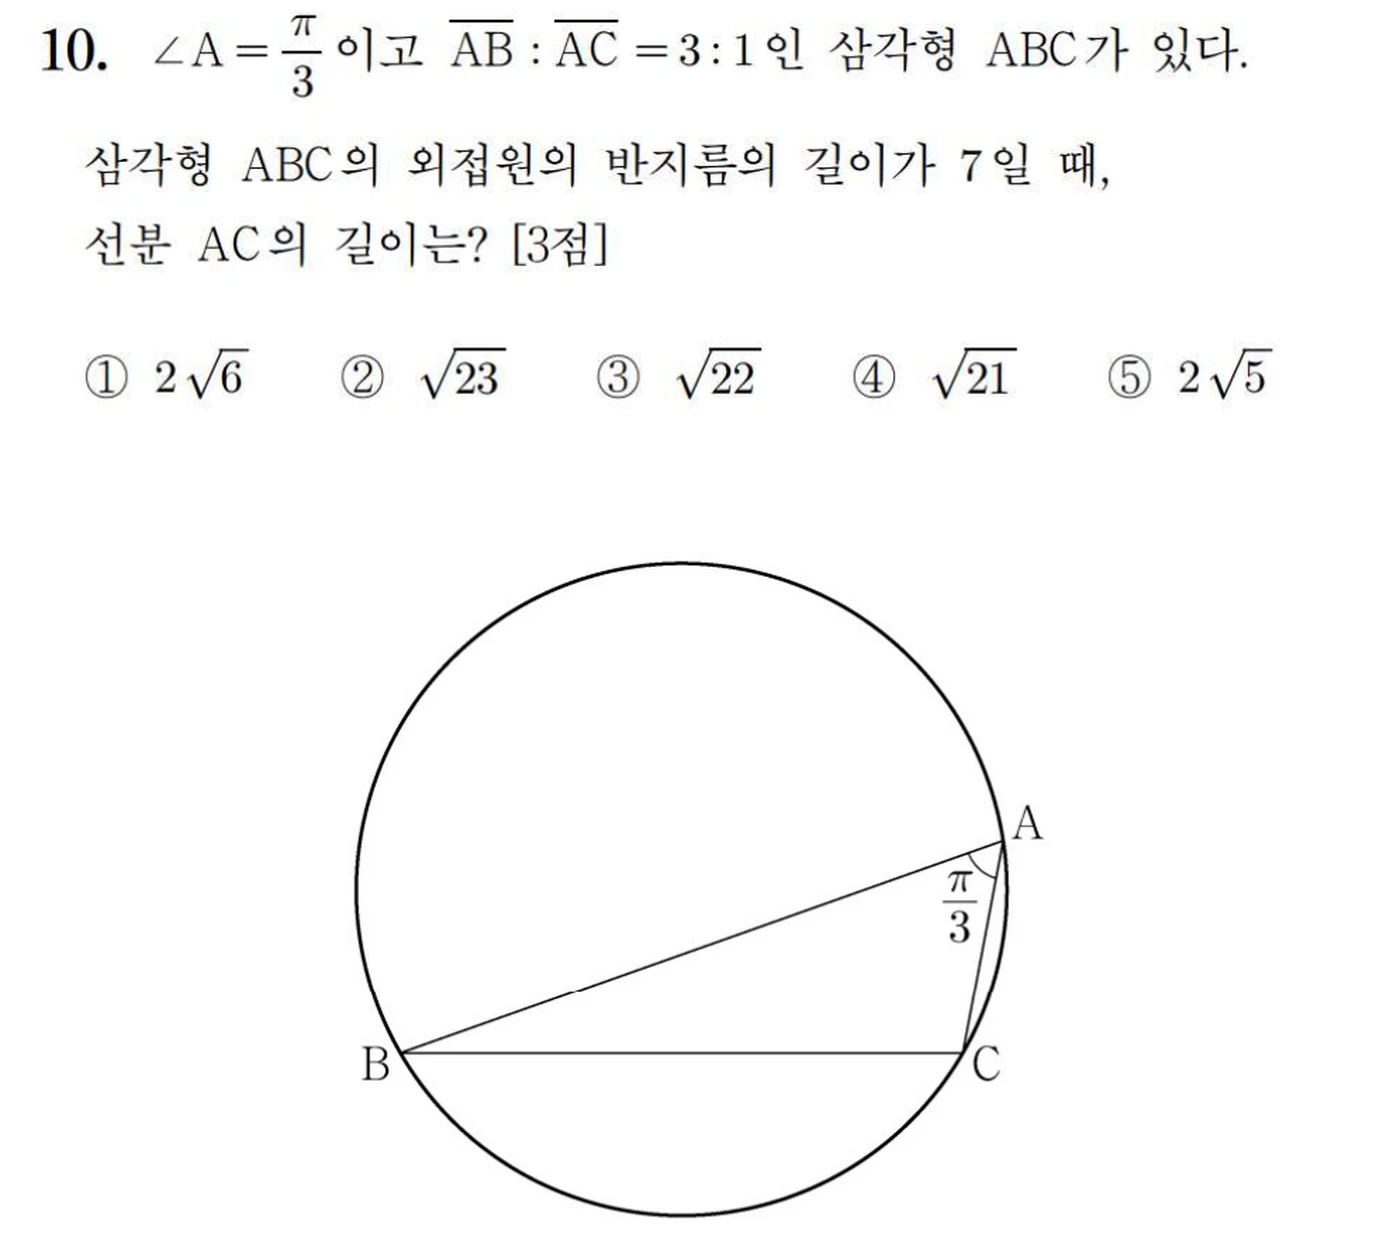 10. ∠A = π/3 이고 AB : AC = 3 : 1인 삼각형 ABC가 있다.
삼각형 ABC의 외접원의 반지름의 길이가 7일 때,
선분 AC의 길이는? [3점]
① 2√6 ② √23 ③ √22 ④ √21 ⑤ 2√5
A
π/3
B
C